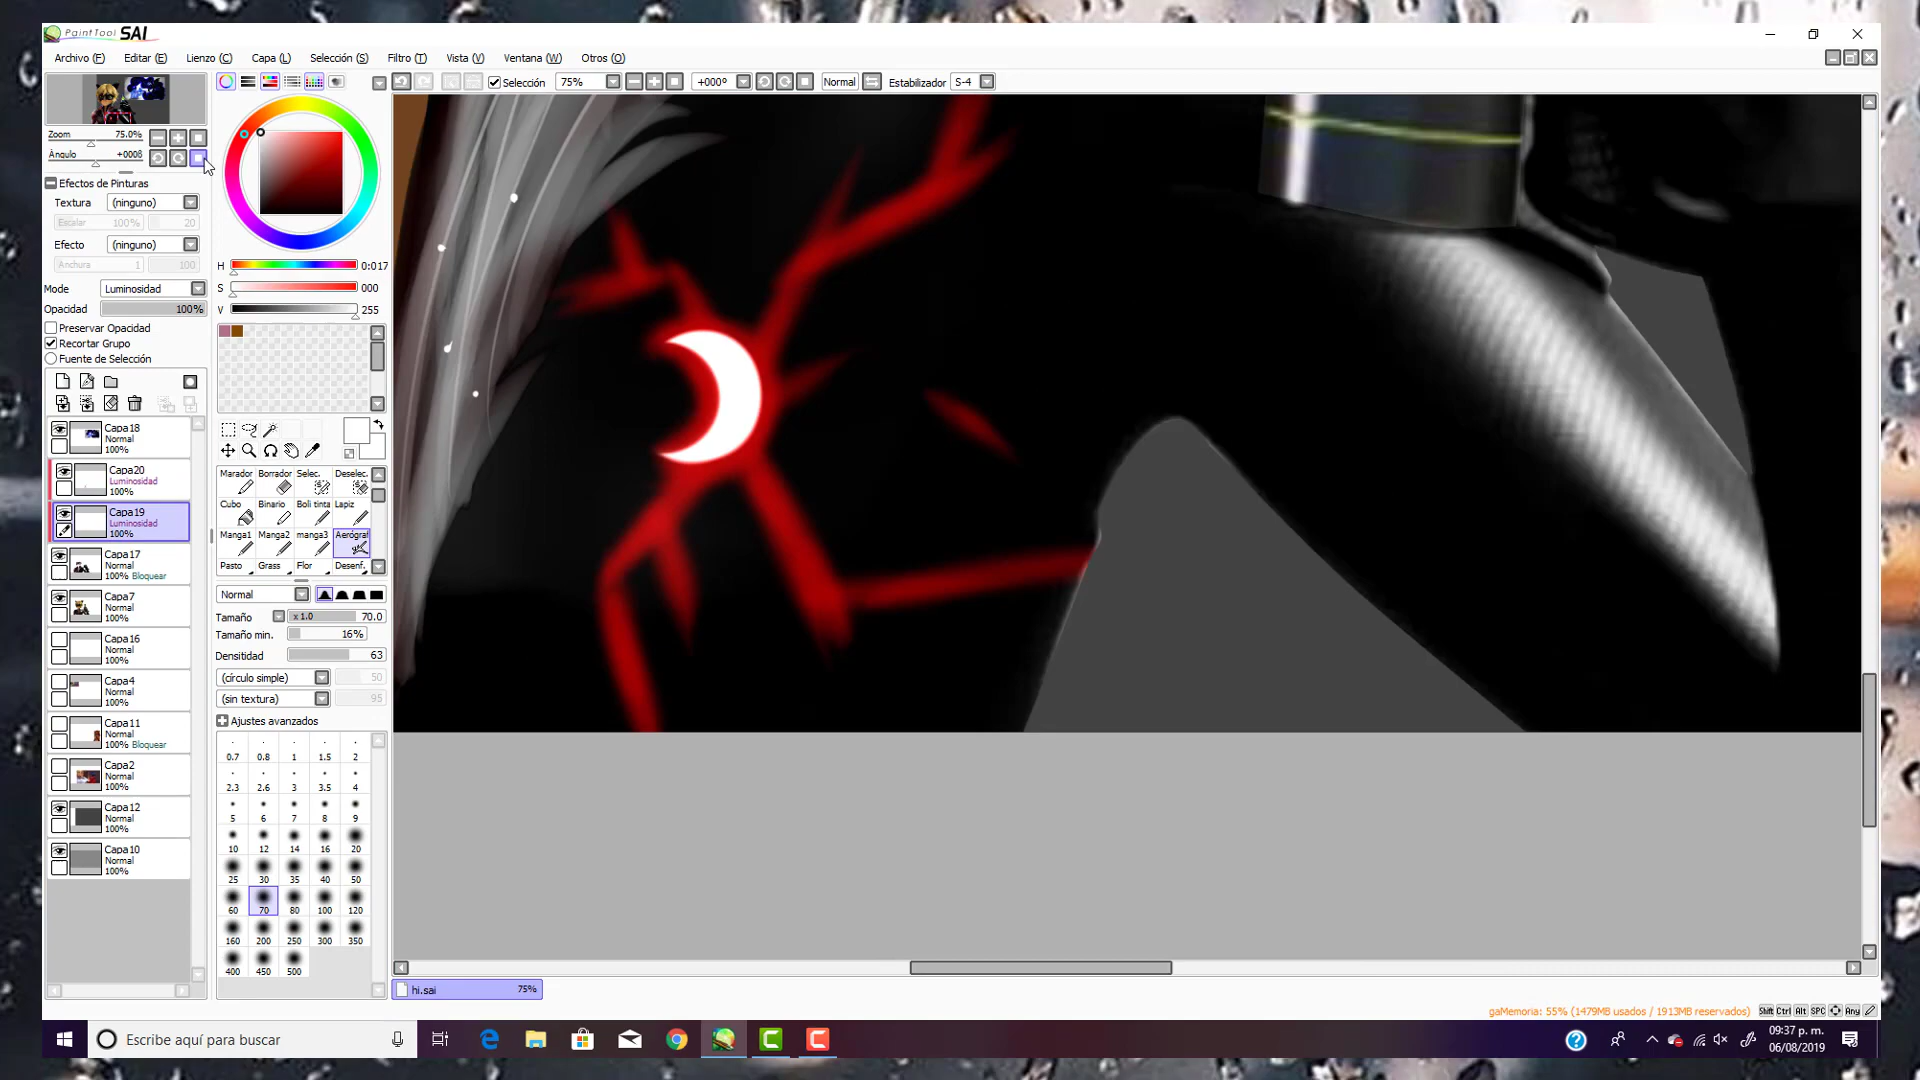 PaintTool SAI
Archivo (F) Editar (E) Lienzo (C) Capa (L) Selección (S) Filtro (T) Vista (V) Ventana (W) Otros (O)
Selección 75% +000º Normal Estabilizador S-4
Zoom 75.0%
Ángulo +000ß
Efectos de Pinturas
Textura (ninguno)
Escalar 100% 20
Efecto (ninguno)
Anchura 1 100
Mode Luminosidad
Opacidad 100%
Preservar Opacidad
Recortar Grupo
Fuente de Selección
Capa18
Normal
100%
Capa20
Luminosidad
100%
Capa19
Luminosidad
100%
Capa17
Normal
100% Bloquear
Capa7
Normal
100%
Capa16
Normal
100%
Capa4
Normal
100%
Capa11
Normal
100% Bloquear
Capa2
Normal
100%
Capa12
Normal
100%
Capa10
Normal
100%
H 0:017
S 000
V 255
Marador Borrador Selec. Deselec.
Cubo Binario Boli tinta Lapiz
Manga1 Manga2 manga3 Aerógraf
Pasto Grass Flor Desenf.
Normal
Tamaño x 1.0 70.0
Tamaño min. 16%
Densitidad 63
(círculo simple) 50
(sin textura) 95
Ajustes avanzados
0.7 0.8 1 1.5 2
2.3 2.6 3 3.5 4
5 6 7 8 9
10 12 14 16 20
25 30 35 40 50
60 70 80 100 120
160 200 250 300 350
400 450 500
hi.sai 75%
gaMemoria: 55% (1479MB usados / 1913MB reservados) Shift Ctrl Alt SPC Any
Escribe aquí para buscar
09:37 p. m.
06/08/2019